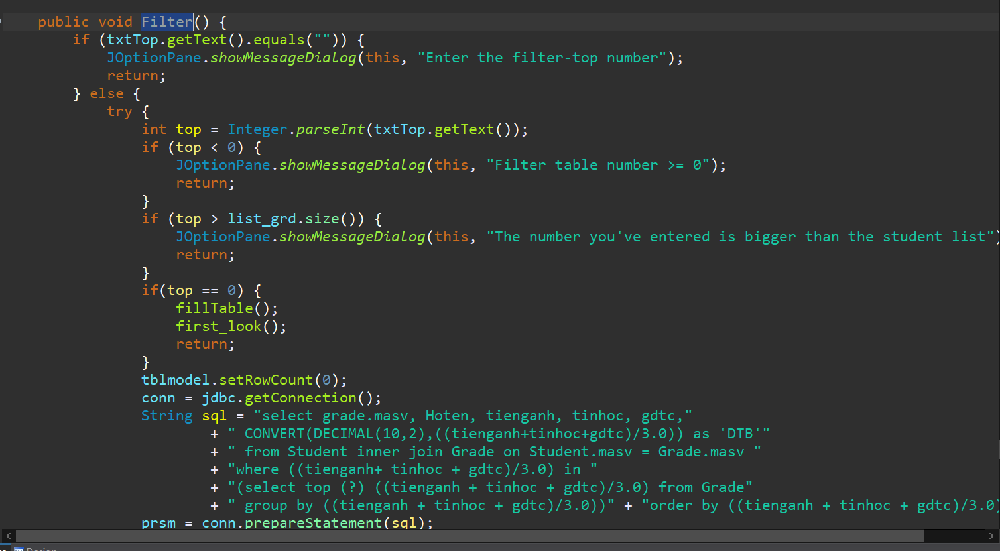 public void Filter() {
if (txtTop.getText().equals("")) {
JOptionPane.showMessageDialog(this, "Enter the filter-top number");
return;
} else {
try {
int top = Integer.parseInt(txtTop.getText());
if (top < 0) {
JOptionPane.showMessageDialog(this, "Filter table number >= 0");
return;
}
if (top > list_grd.size()) {
JOptionPane.showMessageDialog(this, "The number you've entered is bigger than the student list")
return;
}
if(top == 0) {
fillTable();
first_look();
return;
}
tblmodel.setRowCount(0);
conn = jdbc.getConnection();
String sql = "select grade.masv, Hoten, tienganh, tinhoc, gdtc,"
+ " CONVERT(DECIMAL(10,2),((tienganh+tinhoc+gdtc)/3.0)) as 'DTB'"
+ " from Student inner join Grade on Student.masv = Grade.masv "
+ "where ((tienganh+ tinhoc + gdtc)/3.0) in "
+ "(select top (?) ((tienganh + tinhoc + gdtc)/3.0) from Grade"
+ " group by ((tienganh + tinhoc + gdtc)/3.0))" + "order by ((tienganh + tinhoc + gdtc)/3.0)
prsm = conn.prepareStatement(sql);